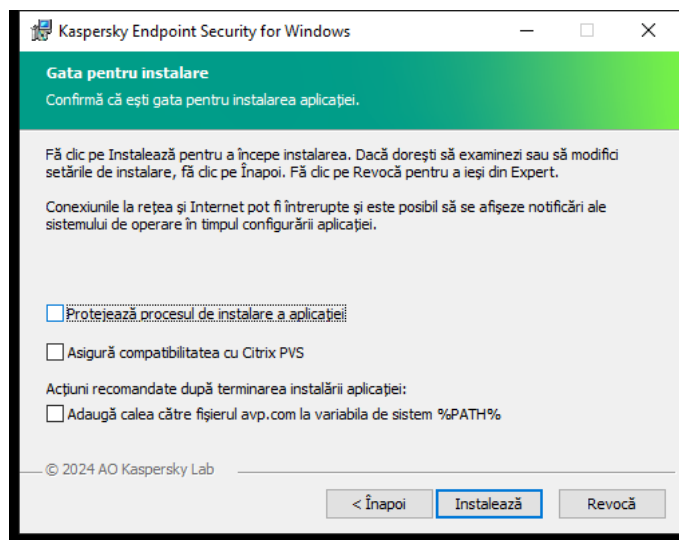 Kaspersky Endpoint Security for Windows
Gata pentru instalare
Confirmă că ești gata pentru instalarea aplicației.
Fă clic pe Instalează pentru a începe instalarea. Dacă dorești să examinezi sau să modifici
setările de instalare, fă clic pe Înapoi. Fă clic pe Revocă pentru a ieși din Expert.
Conexiunile la rețea și Internet pot fi întrerupte și este posibil să se afișeze notificări ale
sistemului de operare în timpul configurării aplicației.
Protejează procesul de instalare a aplicației
Asigură compatibilitatea cu Citrix PVS
Acțiuni recomandate după terminarea instalării aplicației:
Adaugă calea către fișierul avp.com la variabila de sistem %PATH%
© 2024 AO Kaspersky Lab
< Înapoi Instalează Revocă